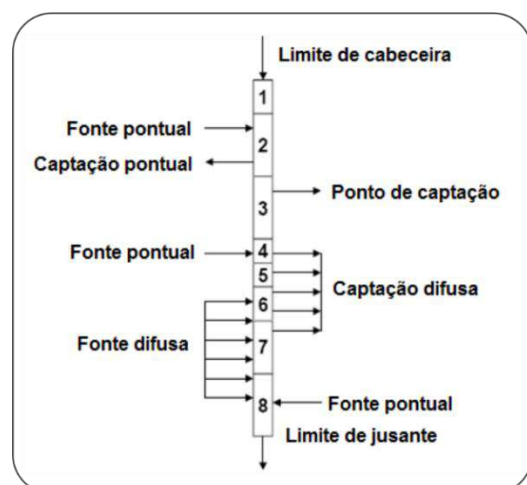 Limite de cabeceira
1
Fonte pontual
2
Captação pontual
3
Ponto de captação
Fonte pontual
4
5
Captação difusa
6
Fonte difusa
7
8
Fonte pontual
Limite de jusante